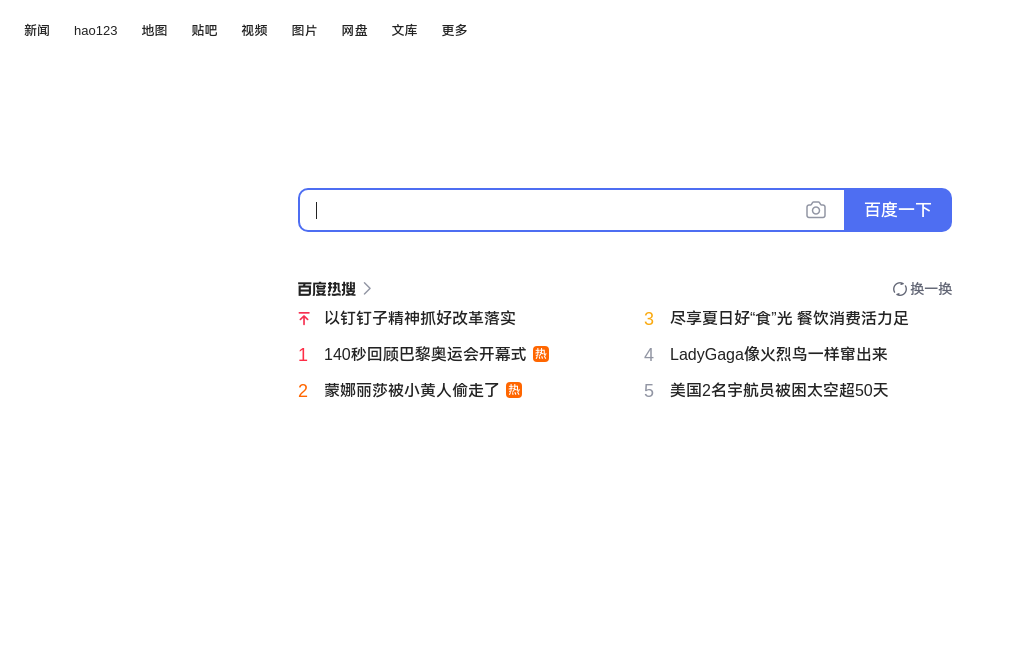 新闻 hao123 地图 贴吧 视频 图片 网盘 文库 更多
百度一下
百度热搜 换一换
以钉钉子精神抓好改革落实
1 140秒回顾巴黎奥运会开幕式 热
2 蒙娜丽莎被小黄人偷走了 热
3 尽享夏日好“食”光 餐饮消费活力足
4 LadyGaga像火烈鸟一样窜出来
5 美国2名宇航员被困太空超50天